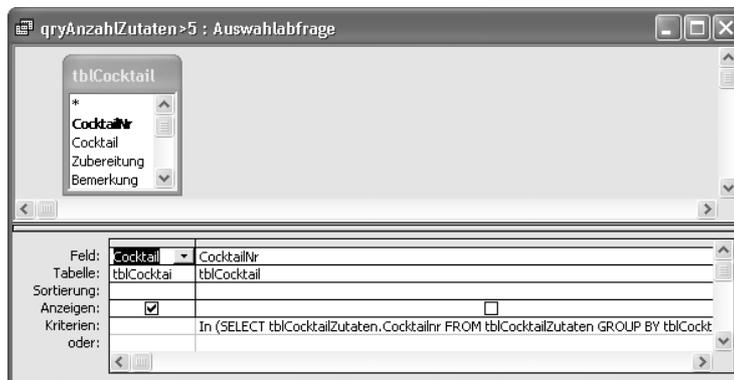 qryAnzahlZutaten>5 : Auswahlabfrage
tblCocktail
*
CocktailNr
Cocktail
Zubereitung
Bemerkung
Feld: Cocktail CocktailNr
Tabelle: tblCocktai tblCocktail
Sortierung:
Anzeigen:
Kriterien: In (SELECT tblCocktailZutaten.Cocktailnr FROM tblCocktailZutaten GROUP BY tblCockt
oder: